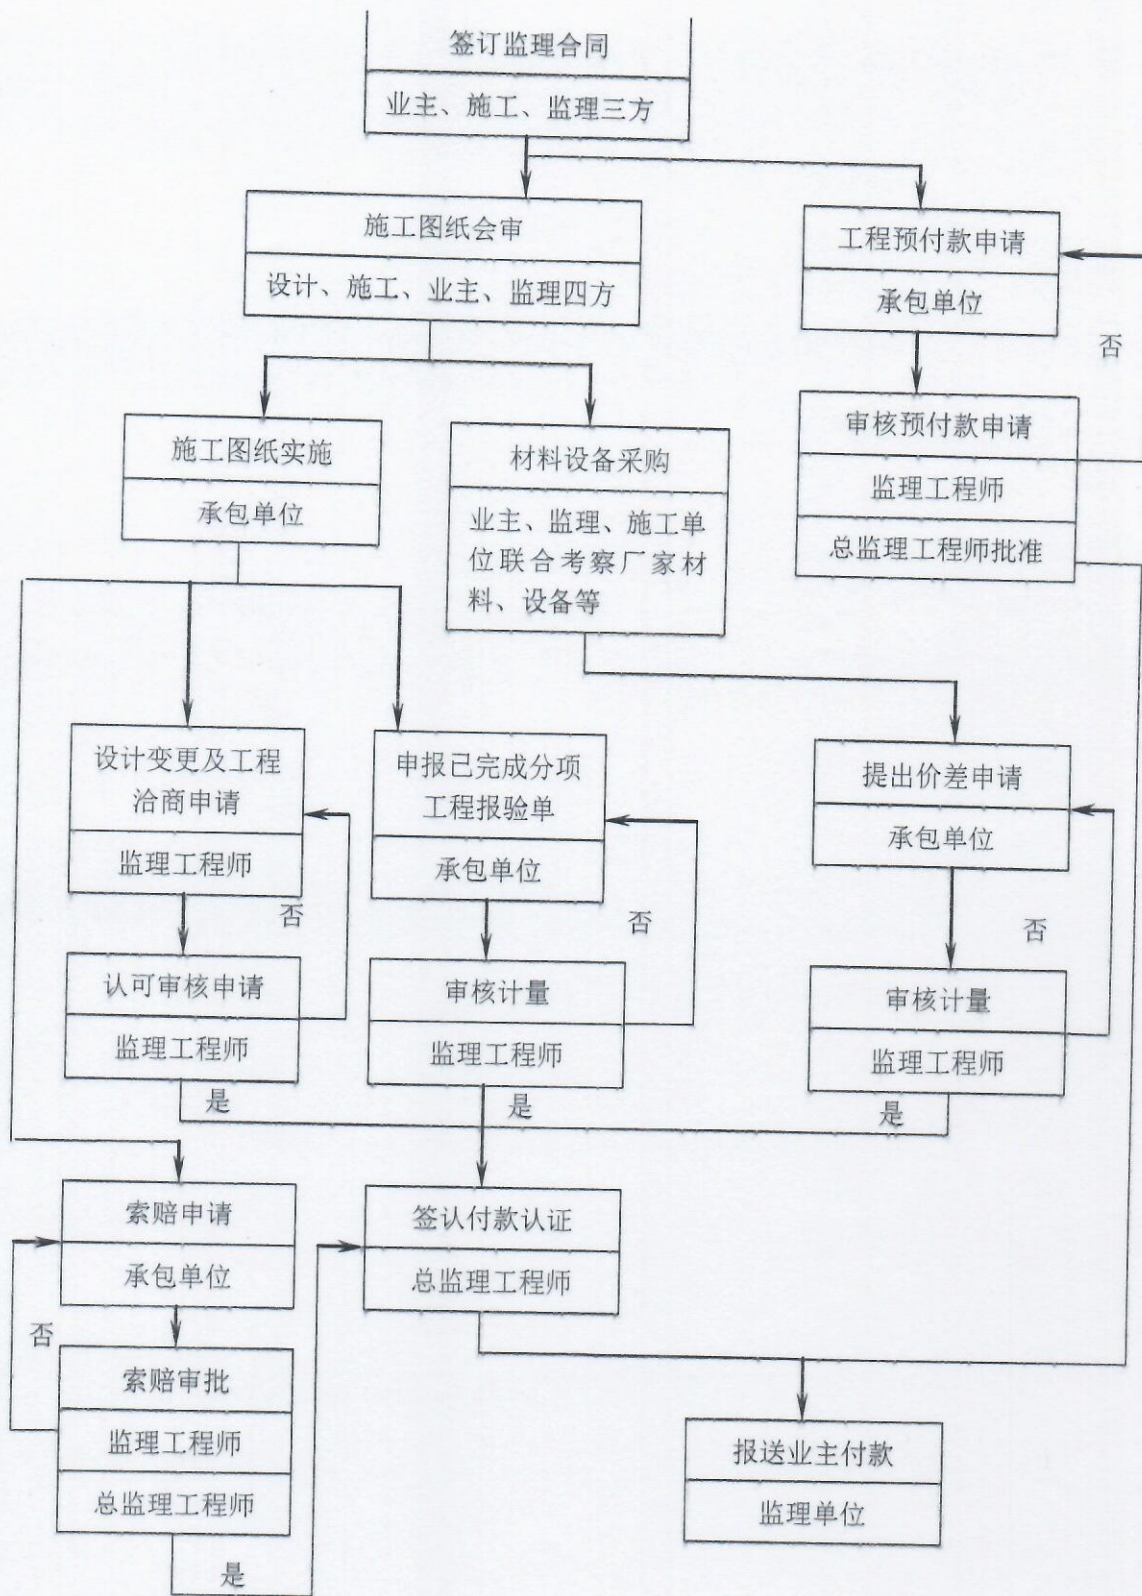 签订监理合同
业主、施工、监理三方
施工图纸会审
设计、施工、业主、监理四方
工程预付款申请
承包单位
否
审核预付款申请
监理工程师
总监理工程师批准
施工图纸实施
承包单位
材料设备采购
业主、监理、施工单
位联合考察厂家材
料、设备等
设计变更及工程
洽商申请
监理工程师
否
认可审核申请
监理工程师
是
申报已完成分项
工程报验单
承包单位
否
审核计量
监理工程师
是
提出价差申请
承包单位
否
审核计量
监理工程师
是
索赔申请
承包单位
否
索赔审批
监理工程师
总监理工程师
是
签认付款认证
总监理工程师
报送业主付款
监理单位